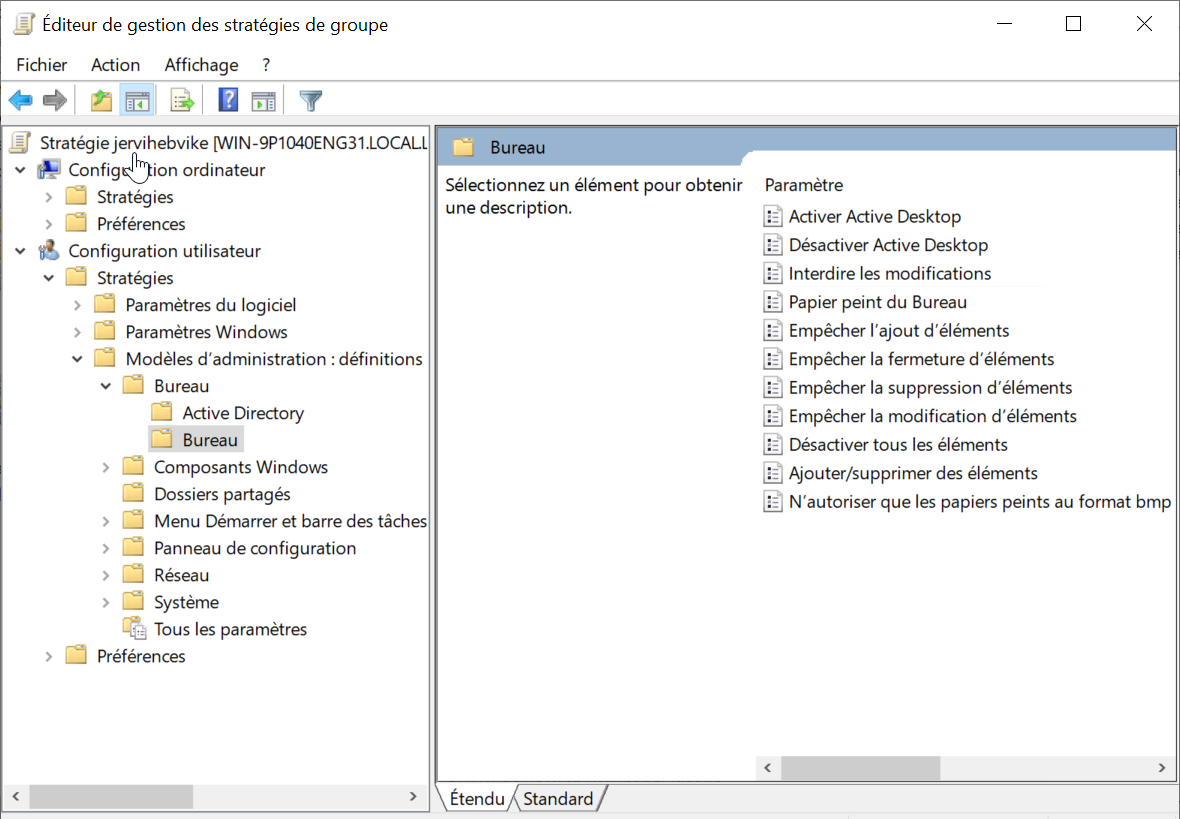 Éditeur de gestion des stratégies de groupe
Fichier Action Affichage ?
Stratégie jervihebvike [WIN-9P1040ENG31.LOCAL.L
Configuration ordinateur
Stratégies
Préférences
Configuration utilisateur
Stratégies
Paramètres du logiciel
Paramètres Windows
Modèles d’administration : définitions
Bureau
Active Directory
Bureau
Composants Windows
Dossiers partagés
Menu Démarrer et barre des tâches
Panneau de configuration
Réseau
Système
Tous les paramètres
Préférences
Bureau
Sélectionnez un élément pour obtenir
une description.
Paramètre
Activer Active Desktop
Désactiver Active Desktop
Interdire les modifications
Papier peint du Bureau
Empêcher l’ajout d’éléments
Empêcher la fermeture d’éléments
Empêcher la suppression d’éléments
Empêcher la modification d’éléments
Désactiver tous les éléments
Ajouter/supprimer des éléments
N’autoriser que les papiers peints au format bmp
Étendu Standard